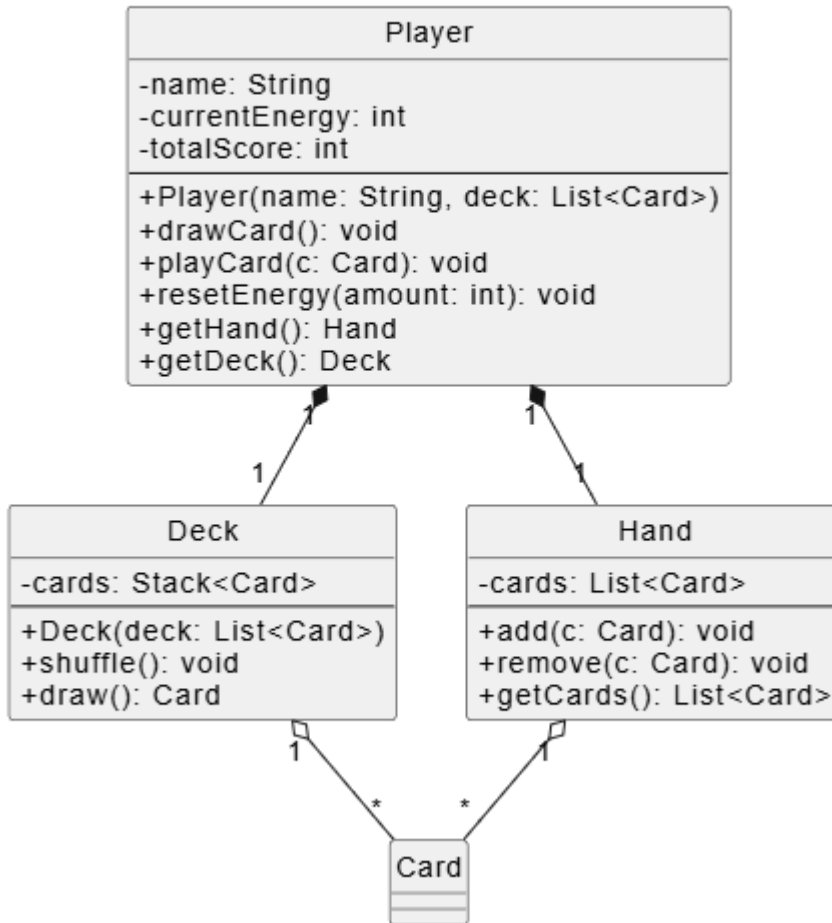 Player
-name: String
-currentEnergy: int
-totalScore: int
+Player(name: String, deck: List<Card>)
+drawCard(): void
+playCard(c: Card): void
+resetEnergy(amount: int): void
+getHand(): Hand
+getDeck(): Deck
1
1
1
1
Deck
-cards: Stack<Card>
+Deck(deck: List<Card>)
+shuffle(): void
+draw(): Card
Hand
-cards: List<Card>
+add(c: Card): void
+remove(c: Card): void
+getCards(): List<Card>
1
1
*
*
Card